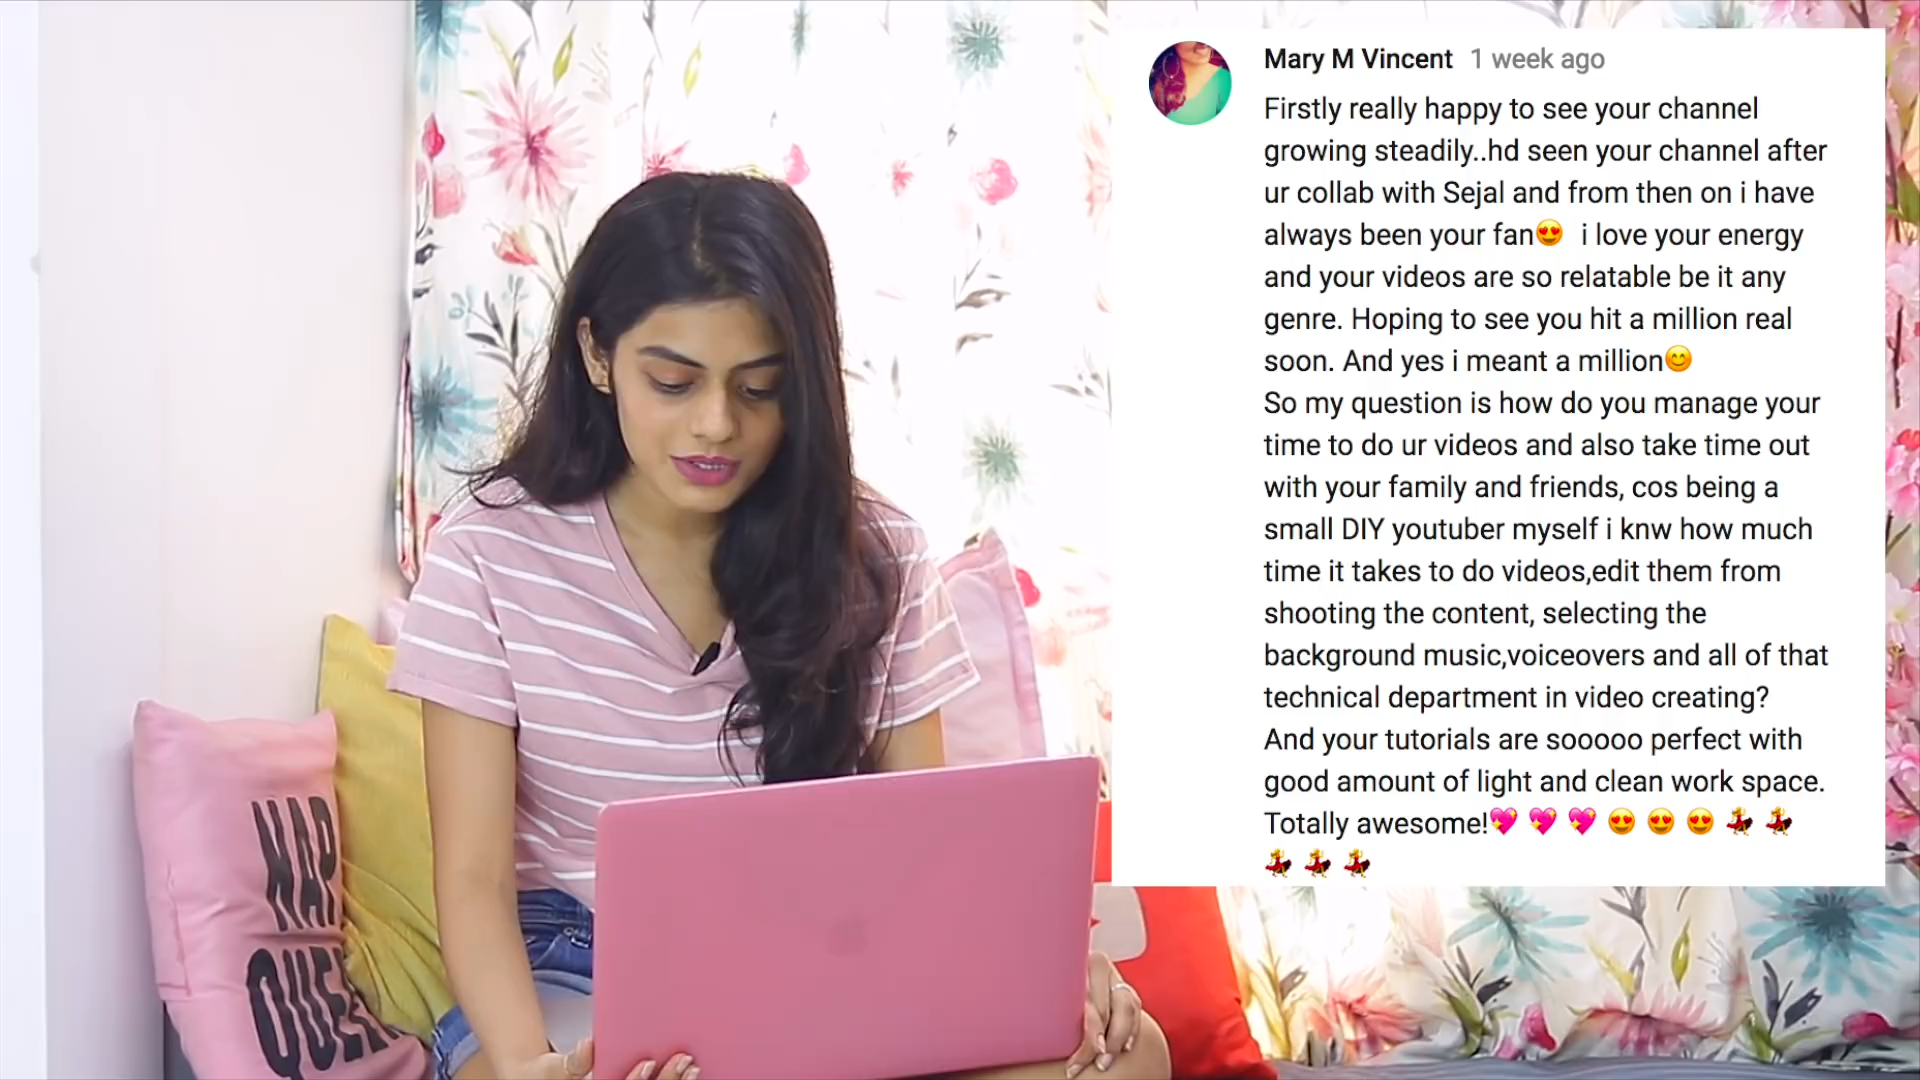 Mary M Vincent 1 week ago
Firstly really happy to see your channel
growing steadily..hd seen your channel after
ur collab with Sejal and from then on i have
always been your fan😍 i love your energy
and your videos are so relatable be it any
genre. Hoping to see you hit a million real
soon. And yes i meant a million😊
So my question is how do you manage your
time to do ur videos and also take time out
with your family and friends, cos being a
small DIY youtuber myself i knw how much
time it takes to do videos,edit them from
shooting the content, selecting the
background music,voiceovers and all of that
technical department in video creating?
And your tutorials are sooooo perfect with
good amount of light and clean work space.
Totally awesome!💖 💖 💖 😍 😍 😍 💃 💃
💃 💃 💃
NAP
QUEE